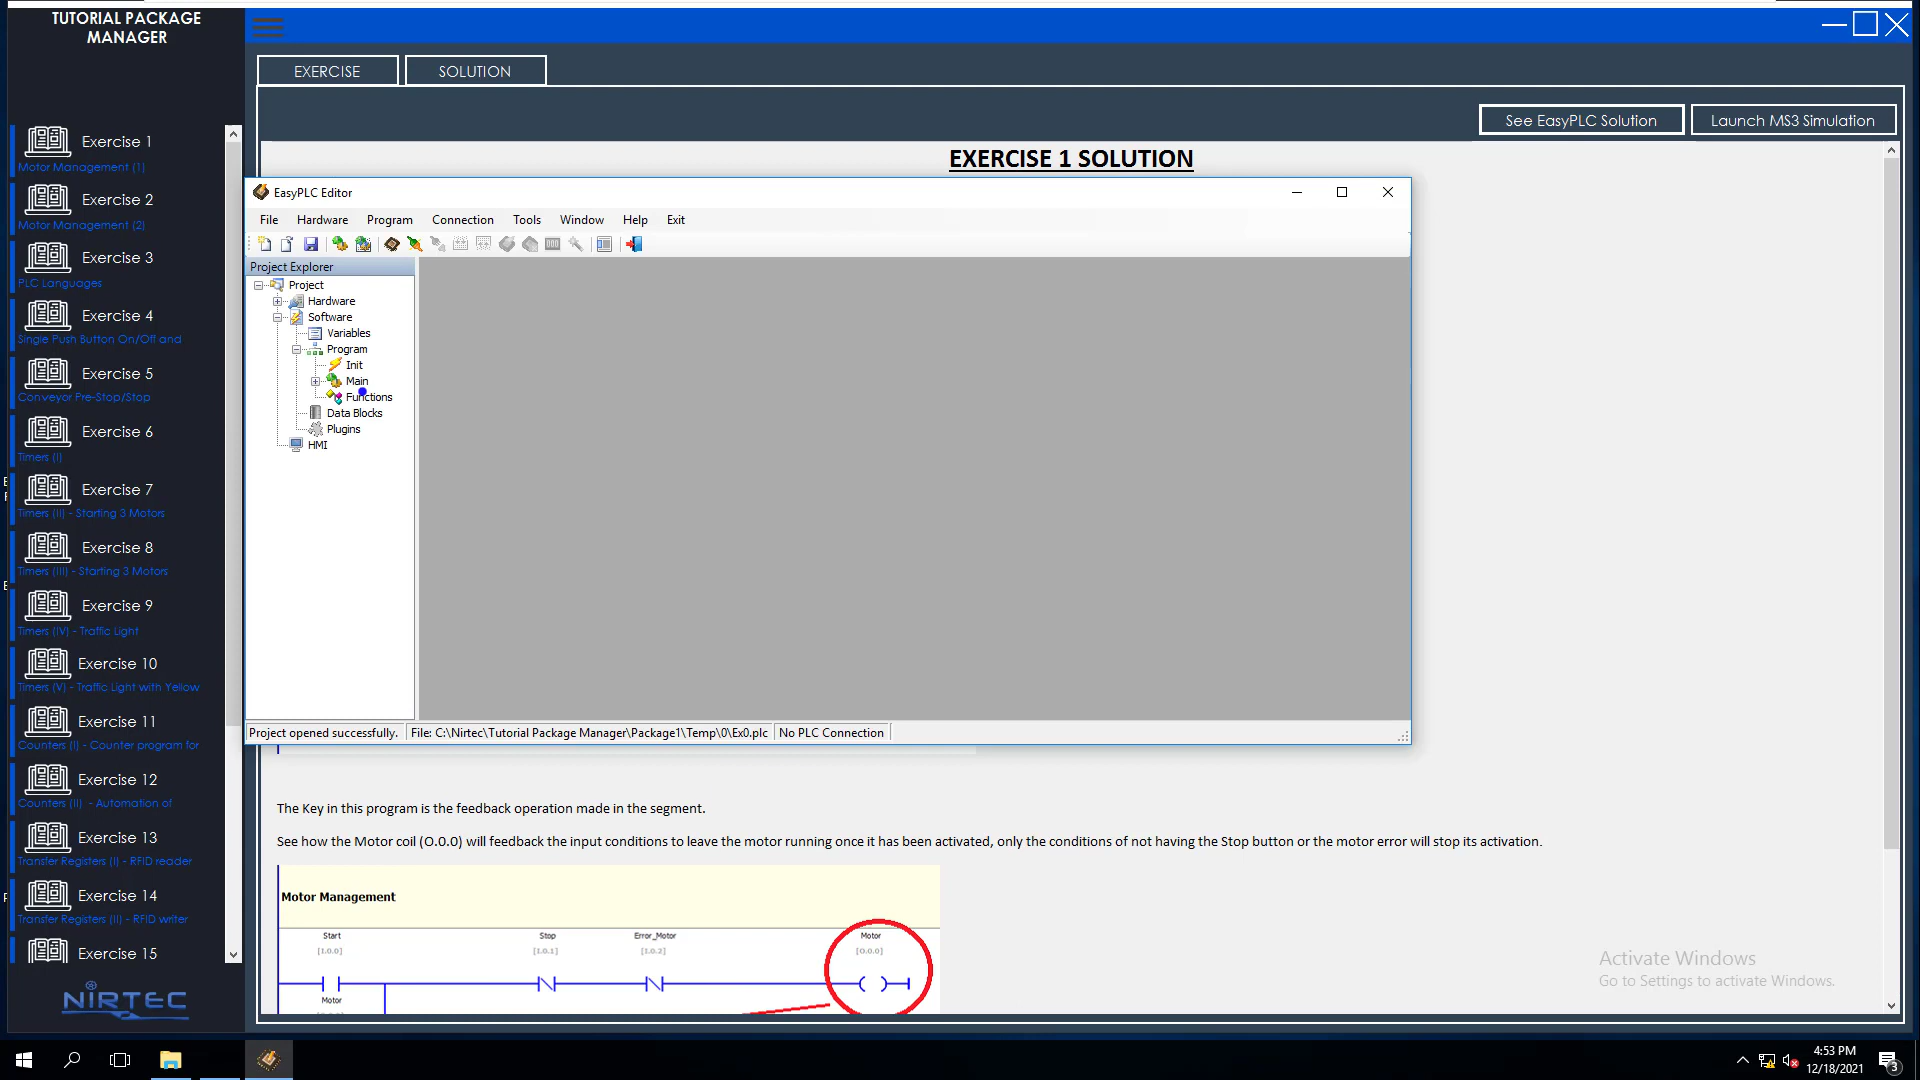 TUTORIAL PACKAGE
MANAGER
EXERCISE
SOLUTION
See EasyPLC Solution
Launch MS3 Simulation
Exercise 1
Motor Management (1)
Exercise 2
Motor Management (2)
Exercise 3
PLC Languages
Exercise 4
Single Push Button On/Off and
Exercise 5
Conveyor Pre-Stop/Stop
Exercise 6
Timers (I)
Exercise 7
Timers (II) - Starting 3 Motors
Exercise 8
Timers (III) - Starting 3 Motors
Exercise 9
Timers (IV) - Traffic Light
Exercise 10
Timers (V) - Traffic Light with Yellow
Exercise 11
Counters (I) - Counter program for
Exercise 12
Counters (II) - Automation of
Exercise 13
Transfer Registers (I) - RFID reader
Exercise 14
Transfer Registers (II) - RFID writer
Exercise 15
NIRTEC
EXERCISE 1 SOLUTION
EasyPLC Editor
File Hardware Program Connection Tools Window Help Exit
Project Explorer
Project
Hardware
Software
Variables
Program
Init
Main
Functions
Data Blocks
Plugins
HMI
Project opened successfully. File: C:\Nirtec\Tutorial Package Manager\Package1\Temp\0\Ex0.plc No PLC Connection
The Key in this program is the feedback operation made in the segment.
See how the Motor coil (O.0.0) will feedback the input conditions to leave the motor running once it has been activated, only the conditions of not having the Stop button or the motor error will stop its activation.
Motor Management
Start Stop Error_Motor Motor
[I.0.0] [I.0.1] [I.0.2] [O.0.0]
Motor
Activate Windows
Go to Settings to activate Windows.
4:53 PM
12/18/2021
3